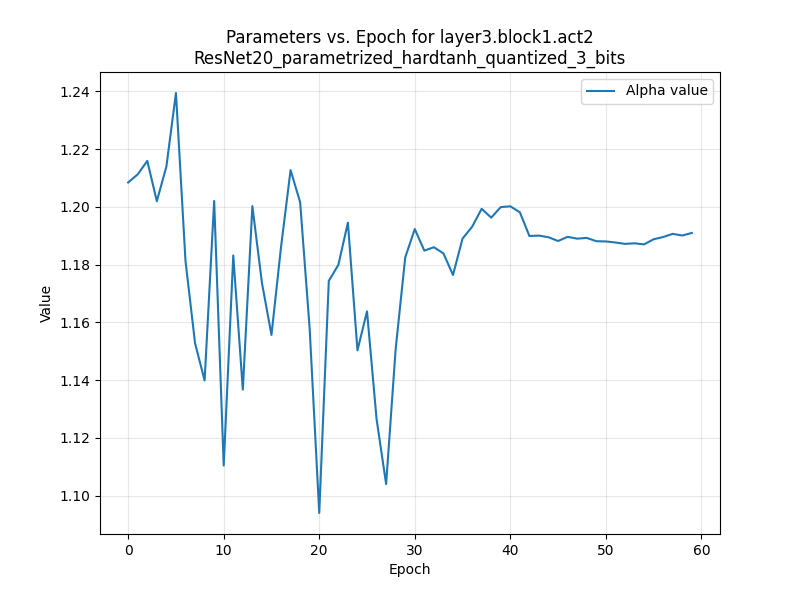 Parameters vs. Epoch for layer3.block1.act2
ResNet20_parametrized_hardtanh_quantized_3_bits
Alpha value
1.24
1.22
1.20
1.18
1.16
1.14
1.12
1.10
Value
0 10 20 30 40 50 60
Epoch